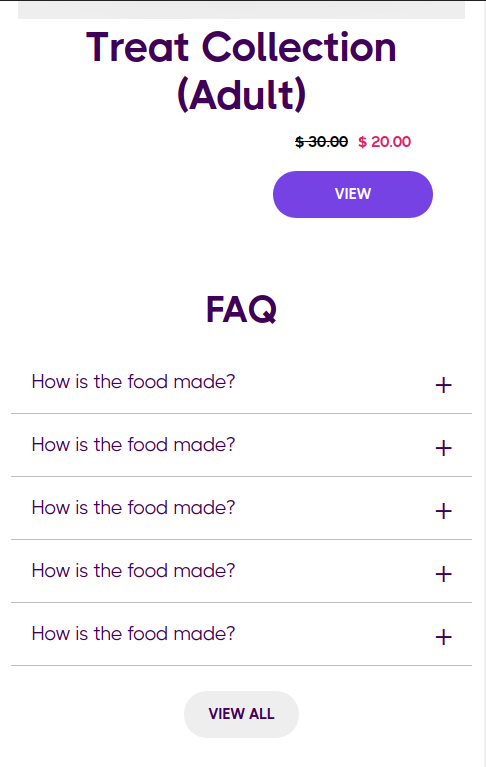 Treat Collection
(Adult)
$ 30.00 $ 20.00
VIEW
FAQ
How is the food made?
How is the food made?
How is the food made?
How is the food made?
How is the food made?
VIEW ALL